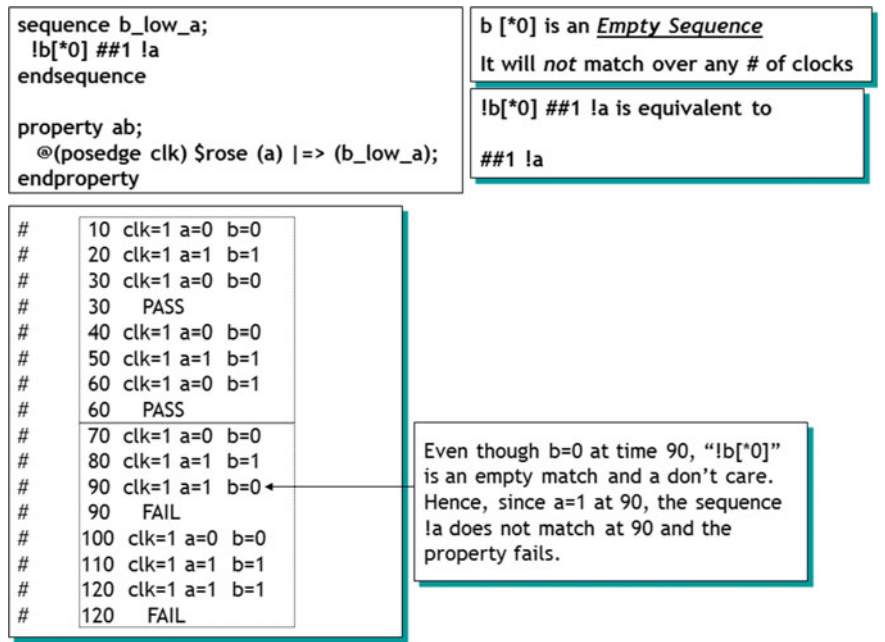 sequence b_low_a;
!b[*0] ##1 !a
endsequence
property ab;
@(posedge clk) $rose (a) |=> (b_low_a);
endproperty
b [*0] is an Empty Sequence
It will not match over any # of clocks
!b[*0] ##1 !a is equivalent to
##1 !a
# 10 clk=1 a=0 b=0
# 20 clk=1 a=1 b=1
# 30 clk=1 a=0 b=0
# 30 PASS
# 40 clk=1 a=0 b=0
# 50 clk=1 a=1 b=1
# 60 clk=1 a=0 b=1
# 60 PASS
# 70 clk=1 a=0 b=0
# 80 clk=1 a=1 b=1
# 90 clk=1 a=1 b=0
# 90 FAIL
# 100 clk=1 a=0 b=0
# 110 clk=1 a=1 b=1
# 120 clk=1 a=1 b=1
# 120 FAIL
Even though b=0 at time 90, “!b[*0]”
is an empty match and a don’t care.
Hence, since a=1 at 90, the sequence
!a does not match at 90 and the
property fails.